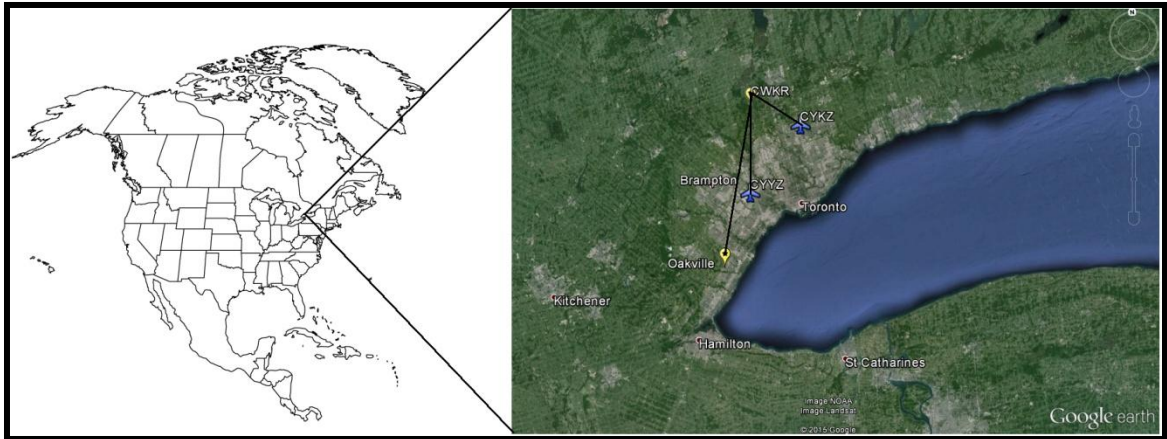 N
CWKR
CYKZ
Brampton
CYYZ
Toronto
Oakville
Kitchener
Hamilton
St Catharines
Image NOAA
Image Landsat
© 2015 Google
Google earth